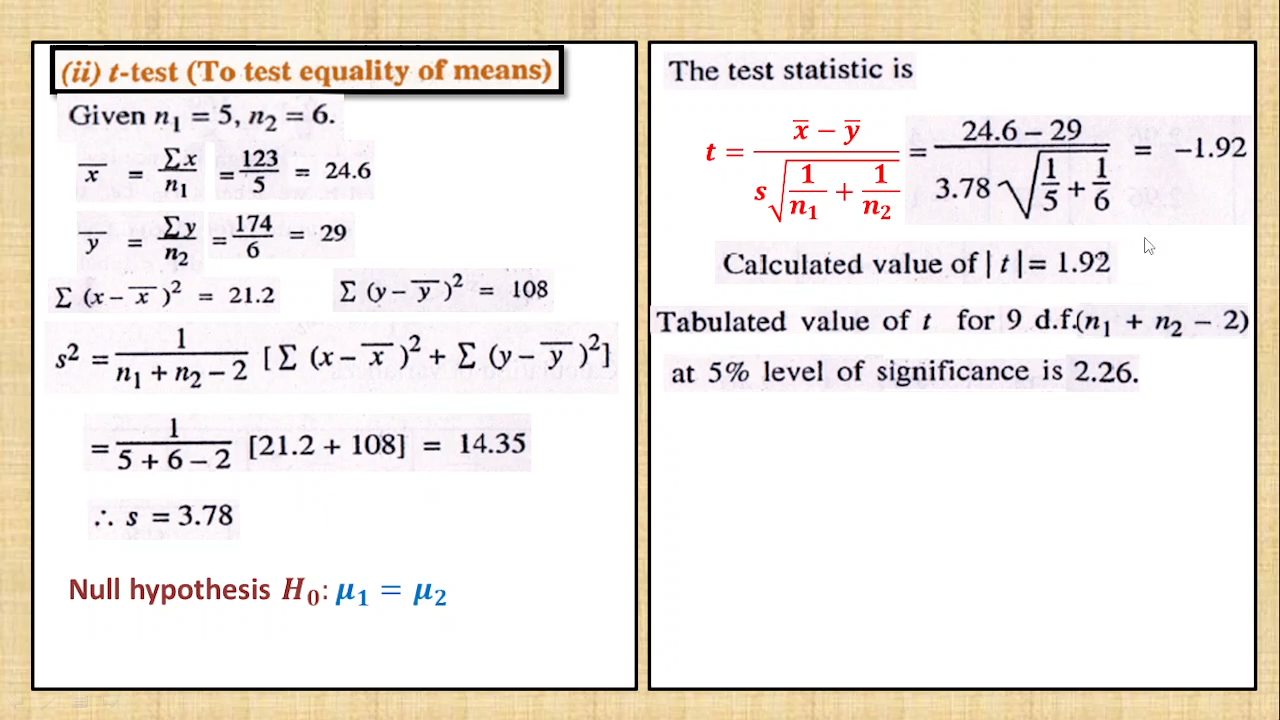 (ii) t-test (To test equality of means)
Given n₁ = 5, n₂ = 6.
x̄ = Σx/n₁ = 123/5 = 24.6
ȳ = Σy/n₂ = 174/6 = 29
Σ (x – x̄)² = 21.2    Σ (y – ȳ)² = 108
s² = 1/(n₁ + n₂ – 2) [Σ (x – x̄)² + Σ (y – ȳ)²]
= 1/(5 + 6 – 2) [21.2 + 108] = 14.35
∴ s = 3.78
Null hypothesis H₀: μ₁ = μ₂
The test statistic is
t = (x̄ – ȳ)/(s√(1/n₁ + 1/n₂)) = (24.6 – 29)/(3.78 √(1/5 + 1/6)) = –1.92
Calculated value of | t | = 1.92
Tabulated value of t for 9 d.f.(n₁ + n₂ – 2)
at 5% level of significance is 2.26.